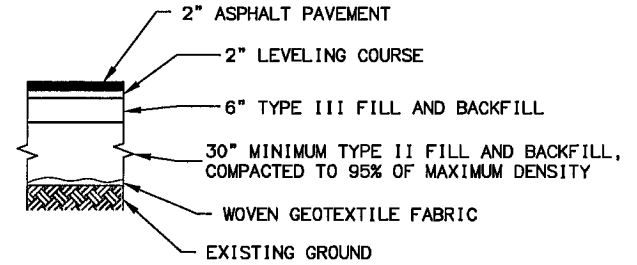 2" ASPHALT PAVEMENT
2" LEVELING COURSE
6" TYPE III FILL AND BACKFILL
30" MINIMUM TYPE II FILL AND BACKFILL,
COMPACTED TO 95% OF MAXIMUM DENSITY
WOVEN GEOTEXTILE FABRIC
EXISTING GROUND